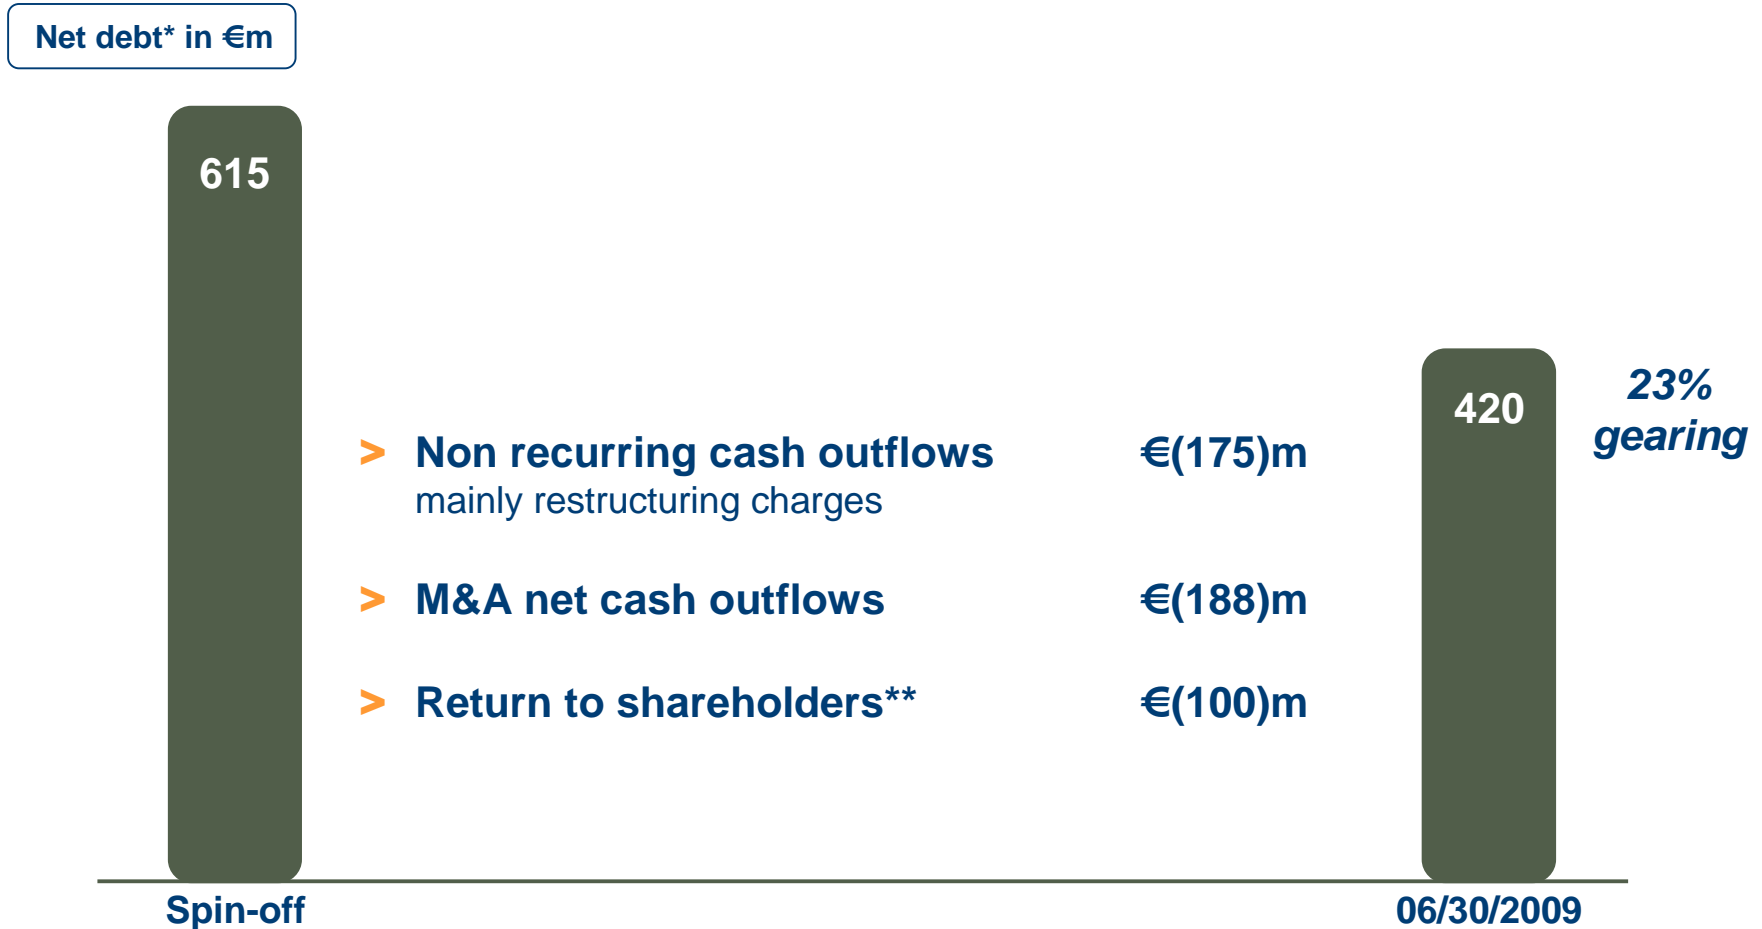 Net debt* in €m
615
420
23%
gearing
> Non recurring cash outflows €(175)m
mainly restructuring charges
> M&A net cash outflows €(188)m
> Return to shareholders** €(100)m
Spin-off 06/30/2009